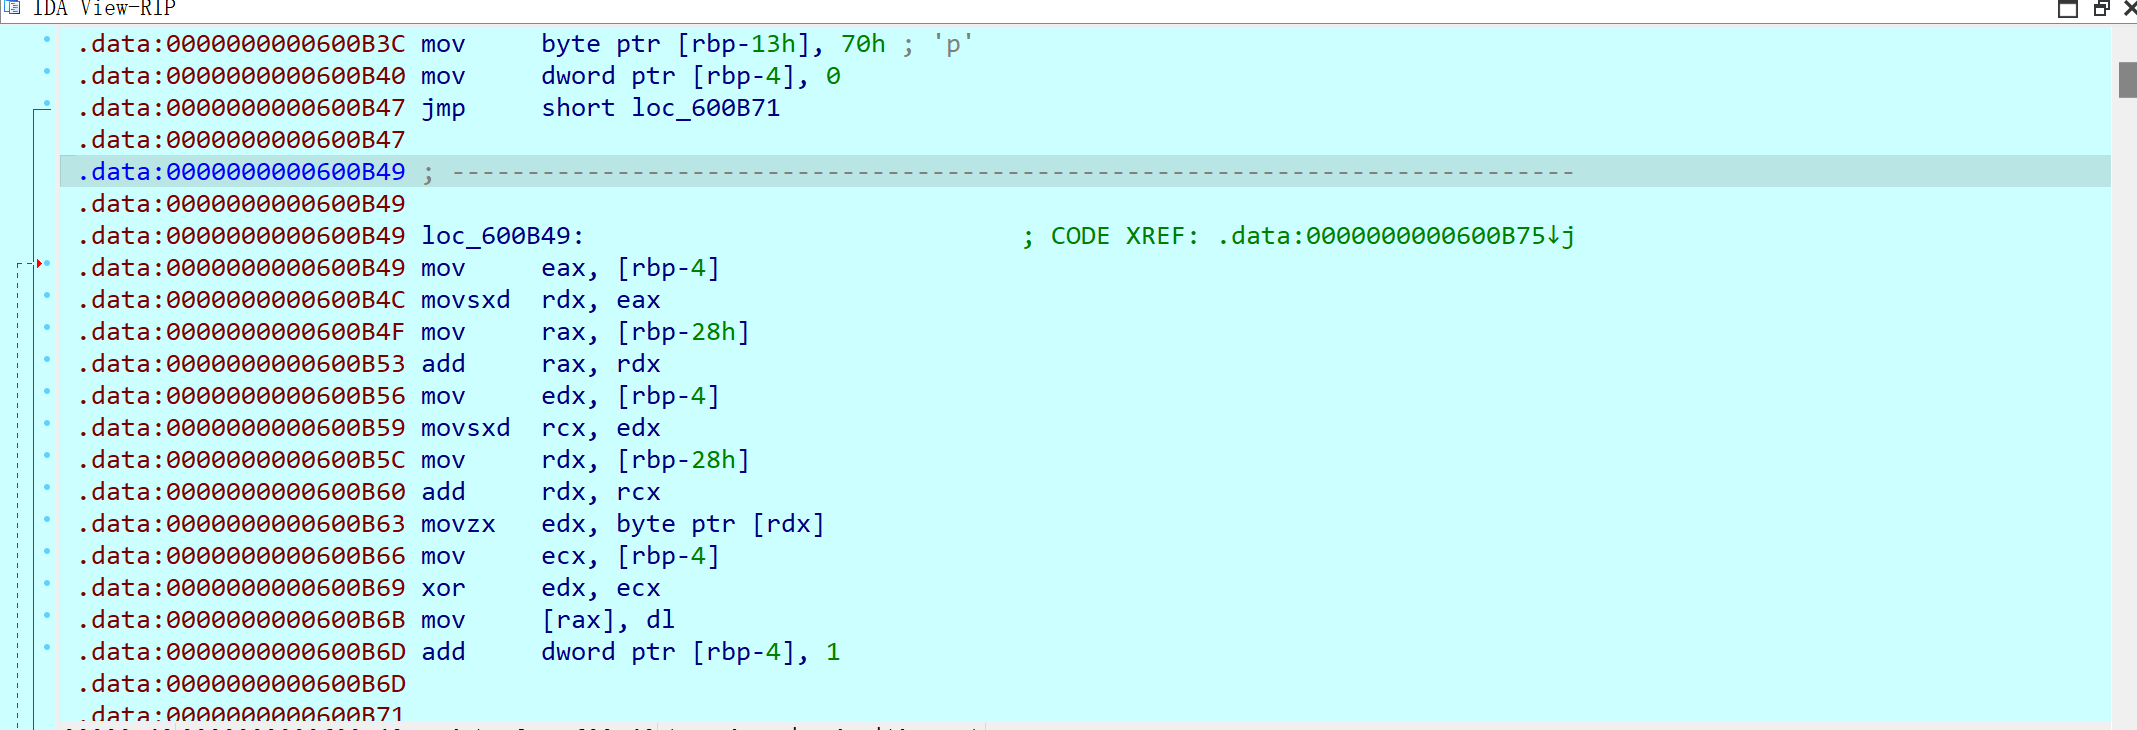 IDA View-RIP
.data:0000000000600B3C mov     byte ptr [rbp-13h], 70h ; 'p'
.data:0000000000600B40 mov     dword ptr [rbp-4], 0
.data:0000000000600B47 jmp     short loc_600B71
.data:0000000000600B47
.data:0000000000600B49 ; ---------------------------------------------------------------------------
.data:0000000000600B49
.data:0000000000600B49 loc_600B49:                             ; CODE XREF: .data:0000000000600B75↓j
.data:0000000000600B49 mov     eax, [rbp-4]
.data:0000000000600B4C movsxd  rdx, eax
.data:0000000000600B4F mov     rax, [rbp-28h]
.data:0000000000600B53 add     rax, rdx
.data:0000000000600B56 mov     edx, [rbp-4]
.data:0000000000600B59 movsxd  rcx, edx
.data:0000000000600B5C mov     rdx, [rbp-28h]
.data:0000000000600B60 add     rdx, rcx
.data:0000000000600B63 movzx   edx, byte ptr [rdx]
.data:0000000000600B66 mov     ecx, [rbp-4]
.data:0000000000600B69 xor     edx, ecx
.data:0000000000600B6B mov     [rax], dl
.data:0000000000600B6D add     dword ptr [rbp-4], 1
.data:0000000000600B6D
.data:0000000000600B71